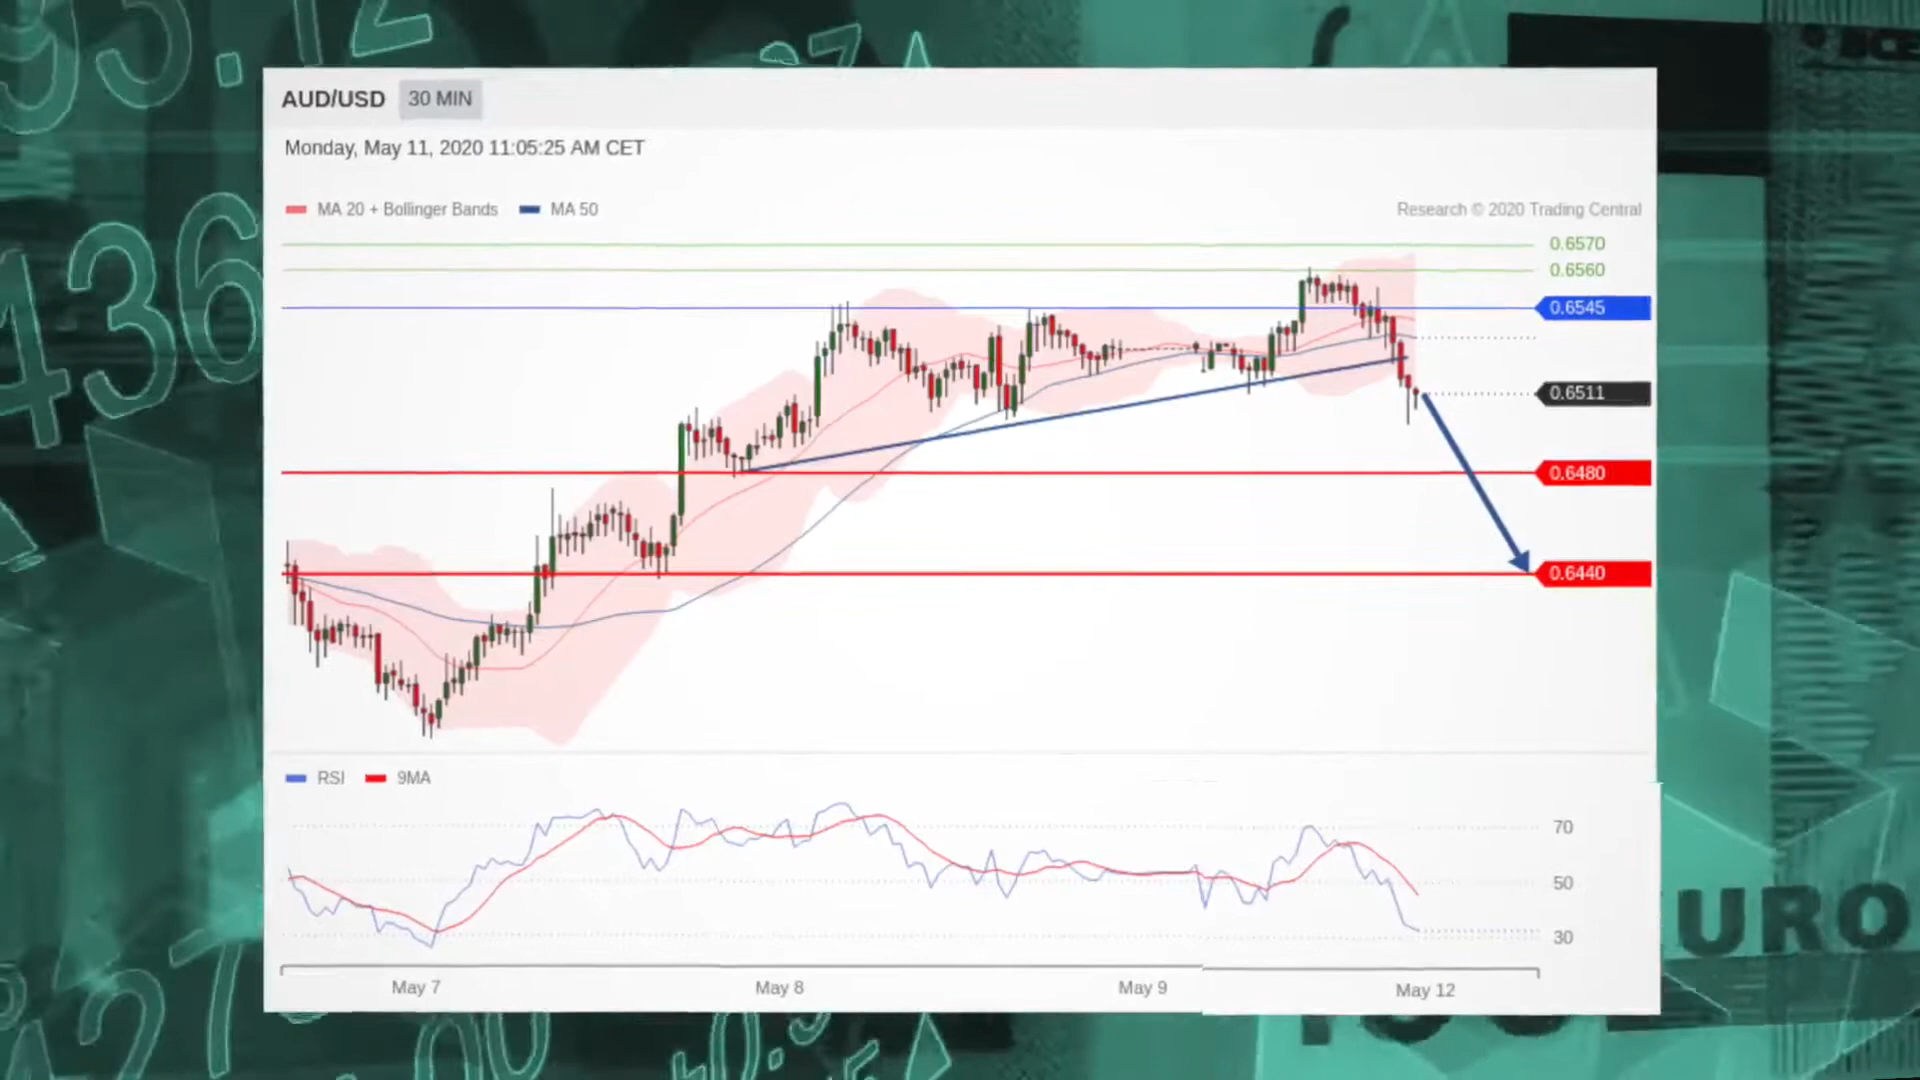 AUD/USD 30 MIN
Monday, May 11, 2020 11:05:25 AM CET
MA 20 + Bollinger Bands MA 50
Research © 2020 Trading Central
0.6570
0.6560
0.6545
0.6511
0.6480
0.6440
RSI 9MA
70
50
30
May 7 May 8 May 9 May 12
436
URO